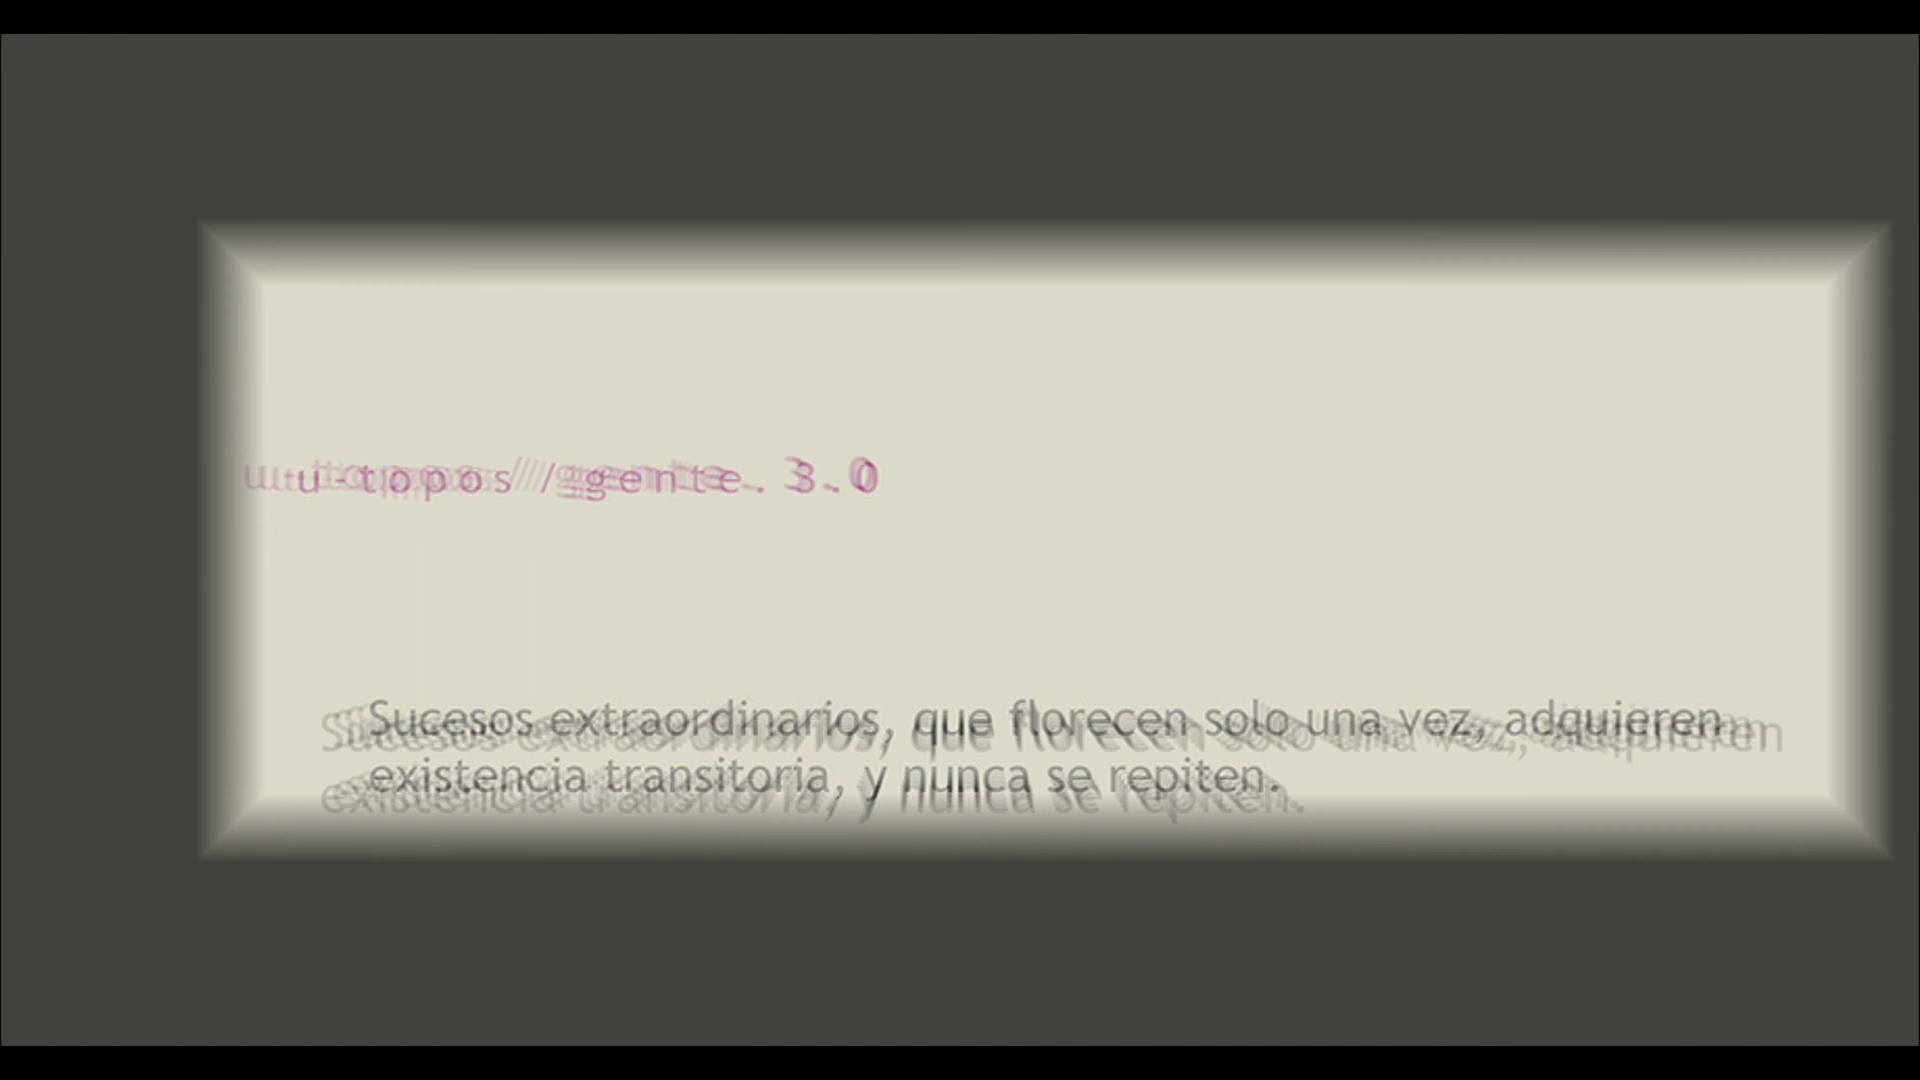 u-topos/gente. 3.0
Sucesos extraordinarios, que florecen solo una vez, adquieren
existencia transitoria, y nunca se repiten.